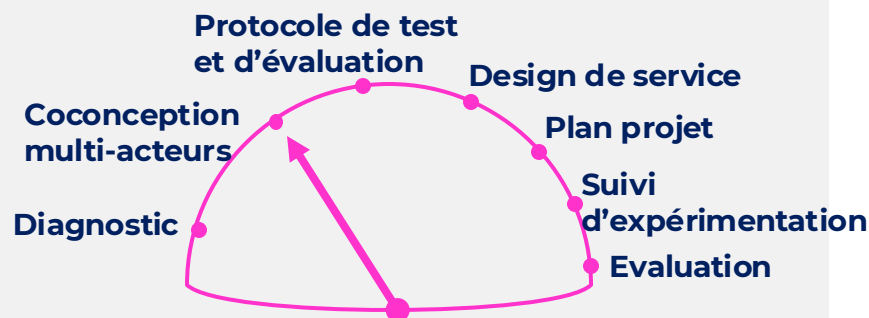 Protocole de test
et d’évaluation
Design de service
Coconception
multi-acteurs
Plan projet
Suivi
d'expérimentation
Diagnostic
Evaluation